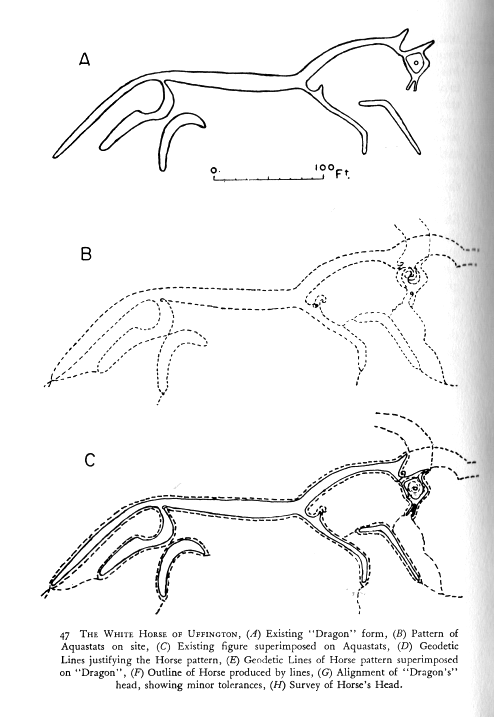 A
0.
100 Ft.
B
C
47 THE WHITE HORSE OF UFFINGTON, (A) Existing "Dragon" form, (B) Pattern of
Aquastats on site, (C) Existing figure superimposed on Aquastats, (D) Geodetic
Lines justifying the Horse pattern, (E) Geodetic Lines of Horse pattern superimposed
on "Dragon", (F) Outline of Horse produced by lines, (G) Alignment of "Dragon's"
head, showing minor tolerances, (H) Survey of Horse's Head.